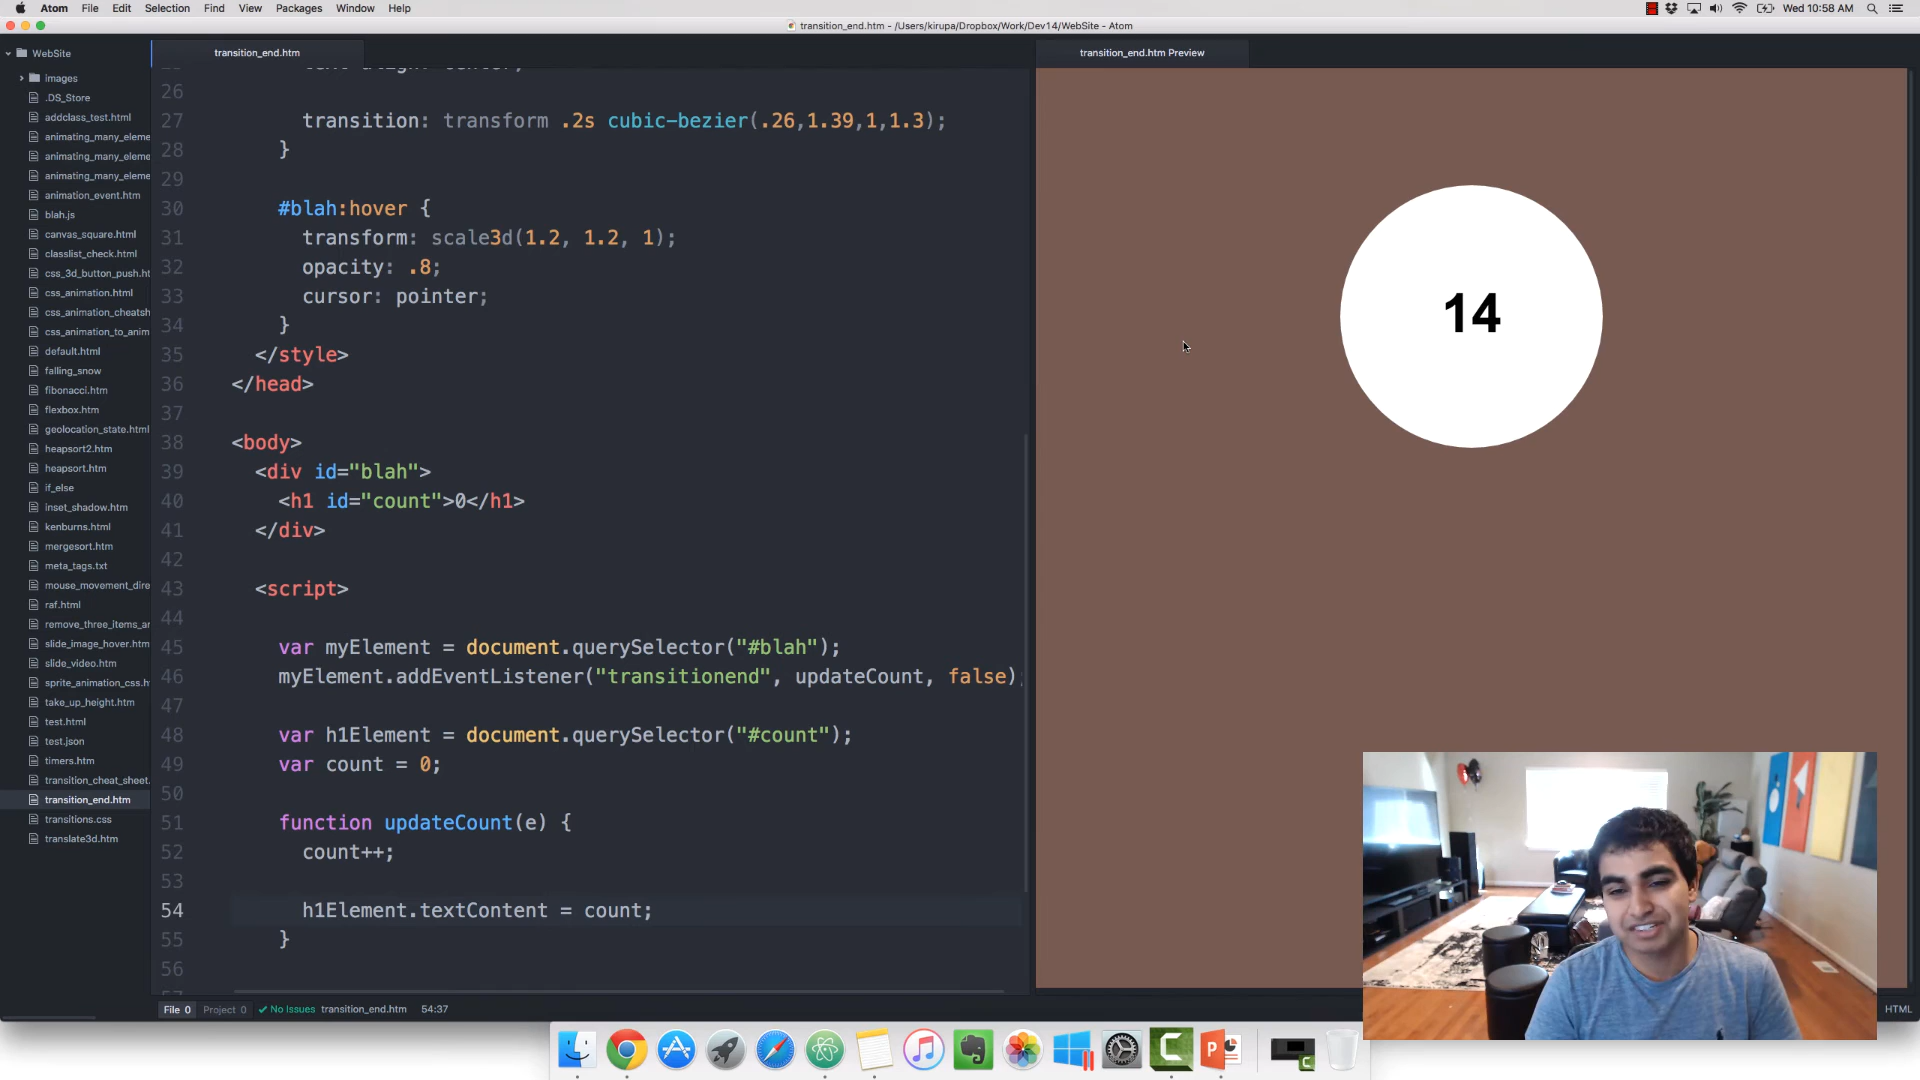 Atom File Edit Selection Find View Packages Window Help
Wed 10:58 AM
transition_end.htm - /Users/kirupa/Dropbox/Work/Dev14/WebSite - Atom
WebSite
images
.DS_Store
addclass_test.html
animating_many_eleme
animating_many_eleme
animating_many_eleme
animation_event.htm
blah.js
canvas_square.html
classlist_check.html
css_3d_button_push.ht
css_animation.html
css_animation_cheatsh
css_animation_to_anim
default.html
falling_snow
fibonacci.htm
flexbox.htm
geolocation_state.html
heapsort2.htm
heapsort.htm
if_else
inset_shadow.htm
kenburns.html
mergesort.htm
meta_tags.txt
mouse_movement_dire
raf.html
remove_three_items_ar
slide_image_hover.htm
slide_video.htm
sprite_animation_css.ht
take_up_height.htm
test.html
test.json
timers.htm
transition_cheat_sheet.
transition_end.htm
transitions.css
translate3d.htm
transition_end.htm
26
27 transition: transform .2s cubic-bezier(.26,1.39,1,1.3);
28 }
29
30 #blah:hover {
31 transform: scale3d(1.2, 1.2, 1);
32 opacity: .8;
33 cursor: pointer;
34 }
35 </style>
36 </head>
37
38 <body>
39 <div id="blah">
40 <h1 id="count">0</h1>
41 </div>
42
43 <script>
44
45 var myElement = document.querySelector("#blah");
46 myElement.addEventListener("transitionend", updateCount, false)
47
48 var h1Element = document.querySelector("#count");
49 var count = 0;
50
51 function updateCount(e) {
52 count++;
53
54 h1Element.textContent = count;
55 }
56
File 0 Project 0 No Issues transition_end.htm 54:37
transition_end.htm Preview
14
HTML